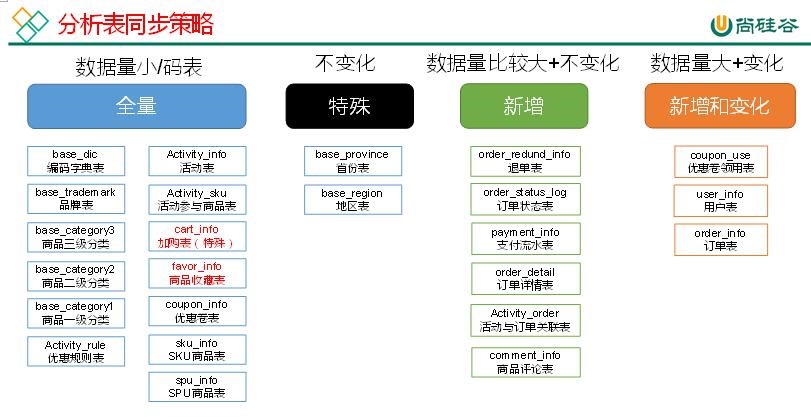 分析表同步策略
尚硅谷
数据量小/码表
全量
base_dic
编码字典表
base_trademark
品牌表
base_category3
商品三级分类
base_category2
商品二级分类
base_category1
商品一级分类
Activity_rule
优惠规则表
Activity_info
活动表
Activity_sku
活动参与商品表
cart_info
加购表（特殊）
favor_info
商品收藏表
coupon_info
优惠卷表
sku_info
SKU商品表
spu_info
SPU商品表
不变化
特殊
base_province
省份表
base_region
地区表
数据量比较大+不变化
新增
order_redund_info
退单表
order_status_log
订单状态表
payment_info
支付流水表
order_detail
订单详情表
Activity_order
活动与订单关联表
comment_info
商品评论表
数据量大+变化
新增和变化
coupon_use
优惠卷领用表
user_info
用户表
order_info
订单表